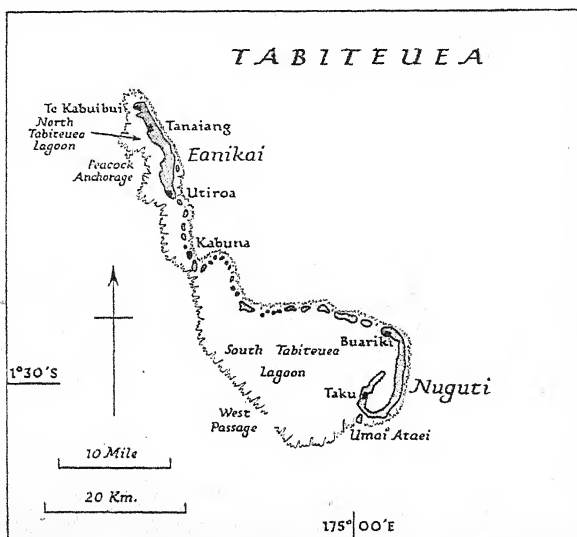 TABITEUEA
Te Kabuibui
North
Tabiteuea
lagoon
Tanaiang
Eanikai
Peacock
Anchorage
Utiroa
Kabuna
Buariki
South Tabiteuea
lagoon
1°30'S
Taku
Nuguti
West
Passage
Umai Ataei
10 Mile
20 Km.
175° 00'E